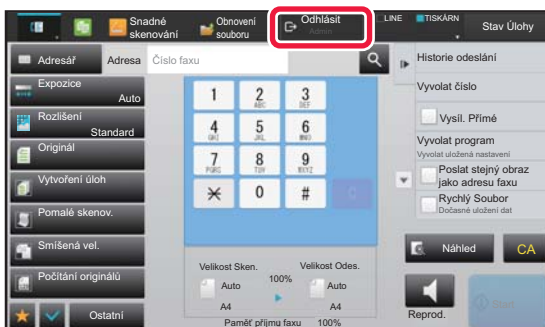 Snadné
skenování
Obnovení
souboru
Odhlásit
Admin
LINE
TISKÁRN
Stav Úlohy
Adresář
Adresa
Číslo faxu
Historie odeslání
Expozice
Auto
Vyvolat číslo
Rozlišení
Standard
Vysíl. Přímé
Originál
Vyvolat program
Vyvolat uložená nastavení
Vytvoření úloh
Poslat stejný obraz
jako adresu faxu
Pomalé skenov.
Rychlý Soubor
Dočasné uložení dat
1
2
ABC
3
DEF
4
GHI
5
JKL
6
MNO
7
PQRS
8
TUV
9
WXYZ
0
#
C
Smíšená vel.
Náhled
CA
Počítání originálů
Velikost Sken.
Velikost Odes.
100%
Auto
Auto
A4
A4
Ostatní
Paměť příjmu faxu 100%
Reprod.
Start